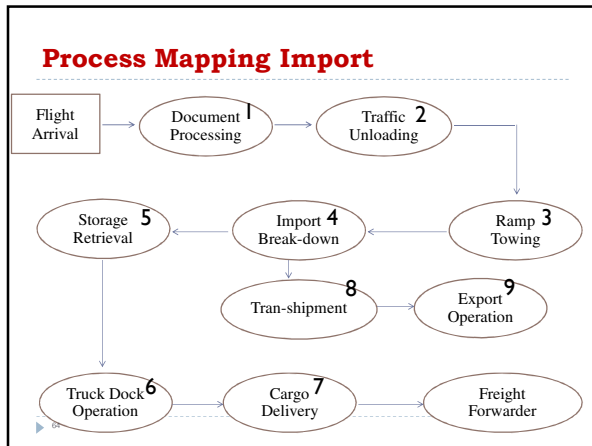 Process Mapping Import
Flight
Arrival
Document 1
Processing
Traffic 2
Unloading
Ramp 3
Towing
Import 4
Break-down
Storage 5
Retrieval
Tran-shipment 8
Export 9
Operation
Truck Dock 6
Operation
Cargo 7
Delivery
Freight
Forwarder
64